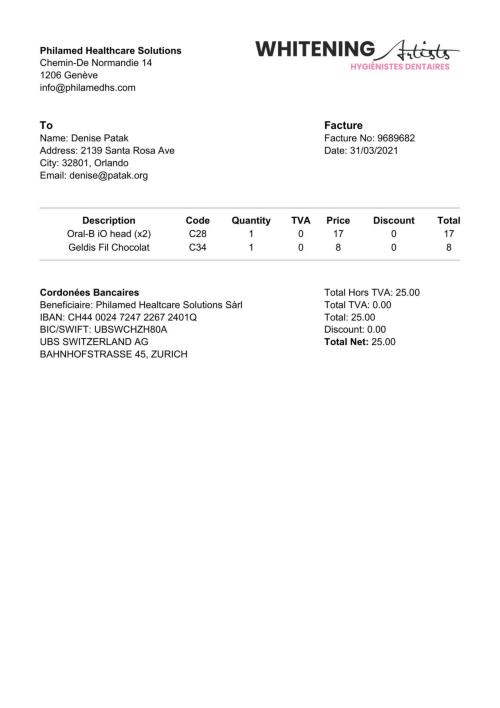 Philamed Healthcare Solutions
Chemin-De Normandie 14
1206 Genève
info@philamedhs.com
WHITENING Artists
HYGIÉNISTES DENTAIRES
To
Name: Denise Patak
Address: 2139 Santa Rosa Ave
City: 32801, Orlando
Email: denise@patak.org
Facture
Facture No: 9689682
Date: 31/03/2021
Description Code Quantity TVA Price Discount Total
Oral-B iO head (x2) C28 1 0 17 0 17
Geldis Fil Chocolat C34 1 0 8 0 8
Cordonées Bancaires
Beneficiaire: Philamed Healtcare Solutions Sàrl
IBAN: CH44 0024 7247 2267 2401Q
BIC/SWIFT: UBSWCHZH80A
UBS SWITZERLAND AG
BAHNHOFSTRASSE 45, ZURICH
Total Hors TVA: 25.00
Total TVA: 0.00
Total: 25.00
Discount: 0.00
Total Net: 25.00